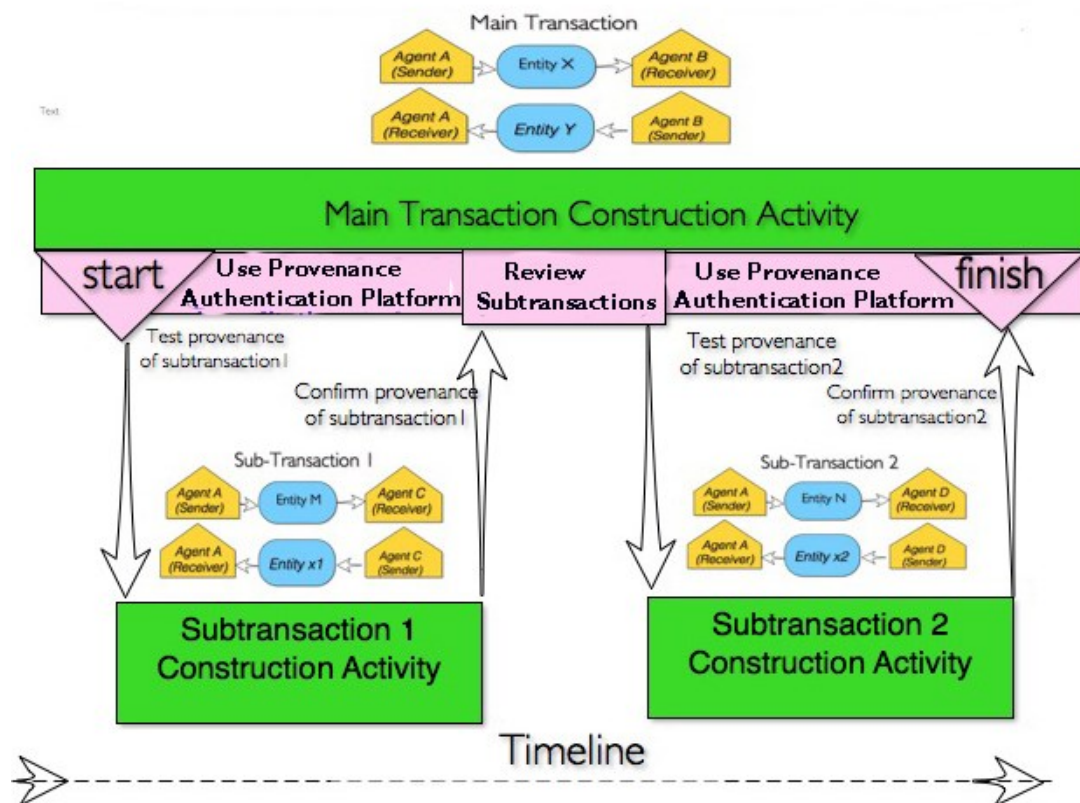 Main Transaction
Agent A
(Sender)
Entity X
Agent B
(Receiver)
Text
Agent A
(Receiver)
Entity Y
Agent B
(Sender)
Main Transaction Construction Activity
start
Use Provenance
Authentication Platform
Review
Subtransactions
Use Provenance
Authentication Platform
finish
Test provenance
of subtransaction1
Confirm provenance
of subtransaction1
Test provenance
of subtransaction2
Confirm provenance
of subtransaction2
Sub-Transaction 1
Agent A
(Sender)
Entity M
Agent C
(Receiver)
Agent A
(Receiver)
Entity x1
Agent C
(Sender)
Sub-Transaction 2
Agent A
(Sender)
Entity N
Agent D
(Receiver)
Agent A
(Receiver)
Entity x2
Agent D
(Sender)
Subtransaction 1
Construction Activity
Subtransaction 2
Construction Activity
Timeline